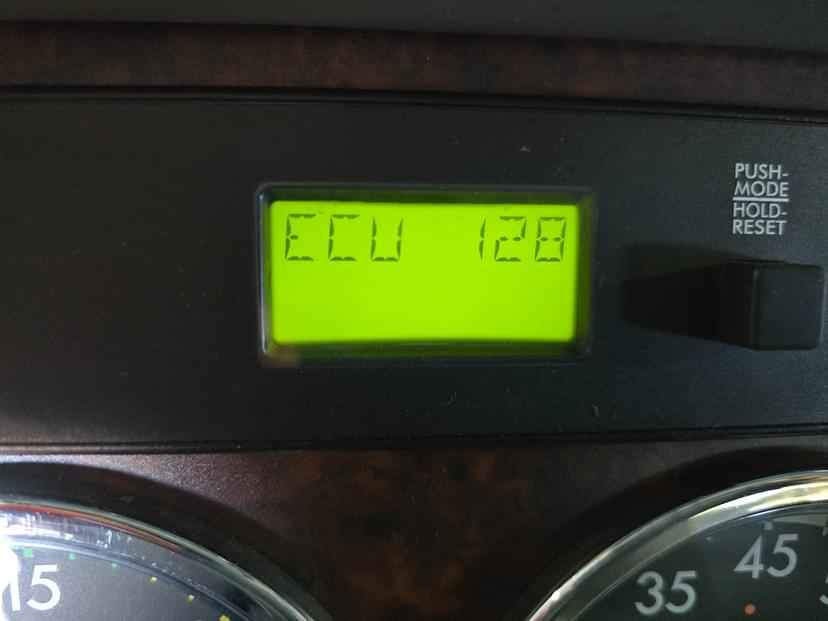 PUSH-
MODE
HOLD-
RESET
ECU 128
15
35
45